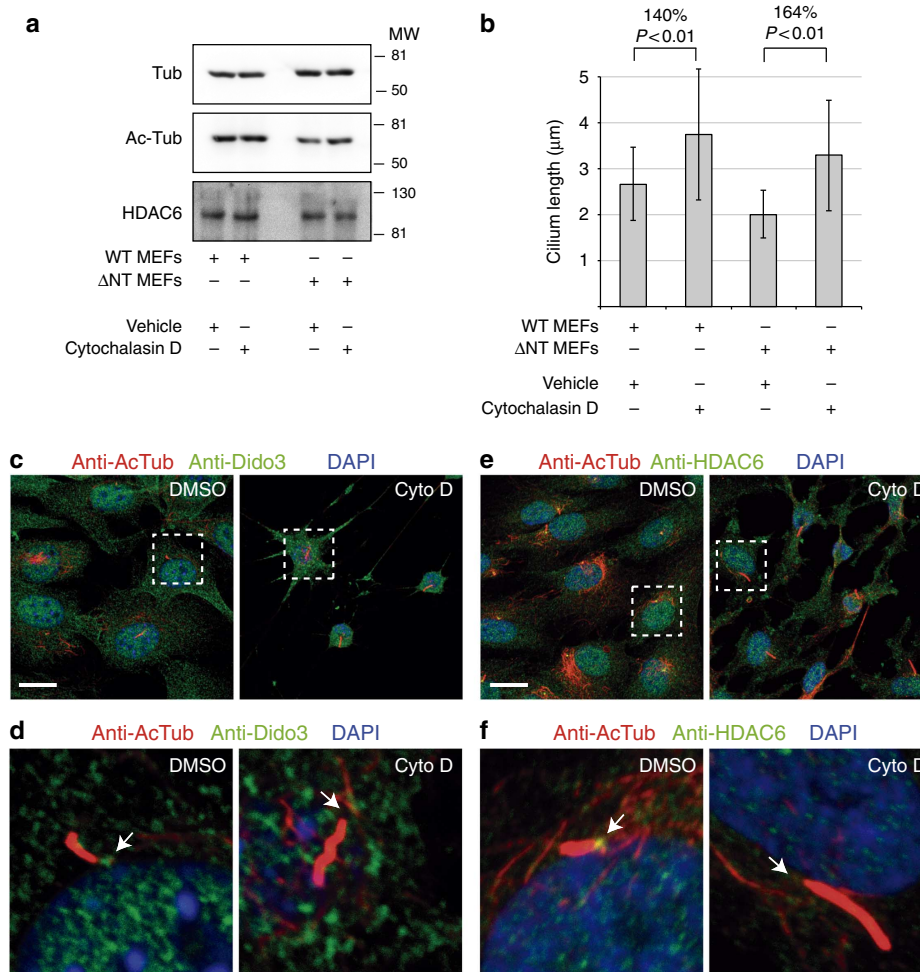 a
MW
Tub
– 81
– 50
Ac-Tub
– 81
– 50
HDAC6
– 130
– 81
WT MEFs + + – –
ΔNT MEFs – – + +
Vehicle + – + –
Cytochalasin D – + – +
b
140% 164%
P<0.01 P<0.01
Cilium length (μm)
5
4
3
2
1
WT MEFs + + – –
ΔNT MEFs – – + +
Vehicle + – + –
Cytochalasin D – + – +
c
Anti-AcTub Anti-Dido3 DAPI
DMSO Cyto D
e
Anti-AcTub Anti-HDAC6 DAPI
DMSO Cyto D
d
Anti-AcTub Anti-Dido3 DAPI
DMSO Cyto D
f
Anti-AcTub Anti-HDAC6 DAPI
DMSO Cyto D